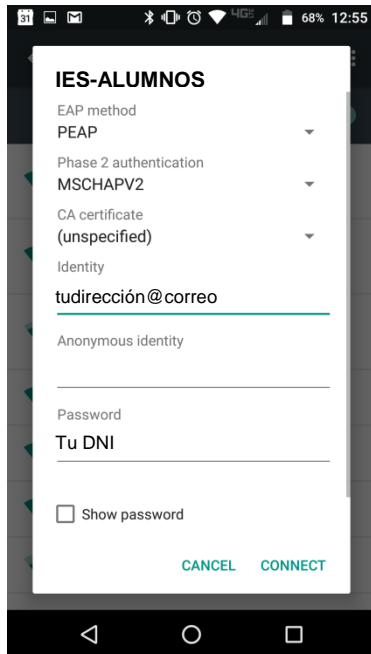 31 4G 68% 12:55
IES-ALUMNOS
EAP method
PEAP
Phase 2 authentication
MSCHAPV2
CA certificate
(unspecified)
Identity
tudirección@correo
Anonymous identity
Password
Tu DNI
Show password
CANCEL CONNECT